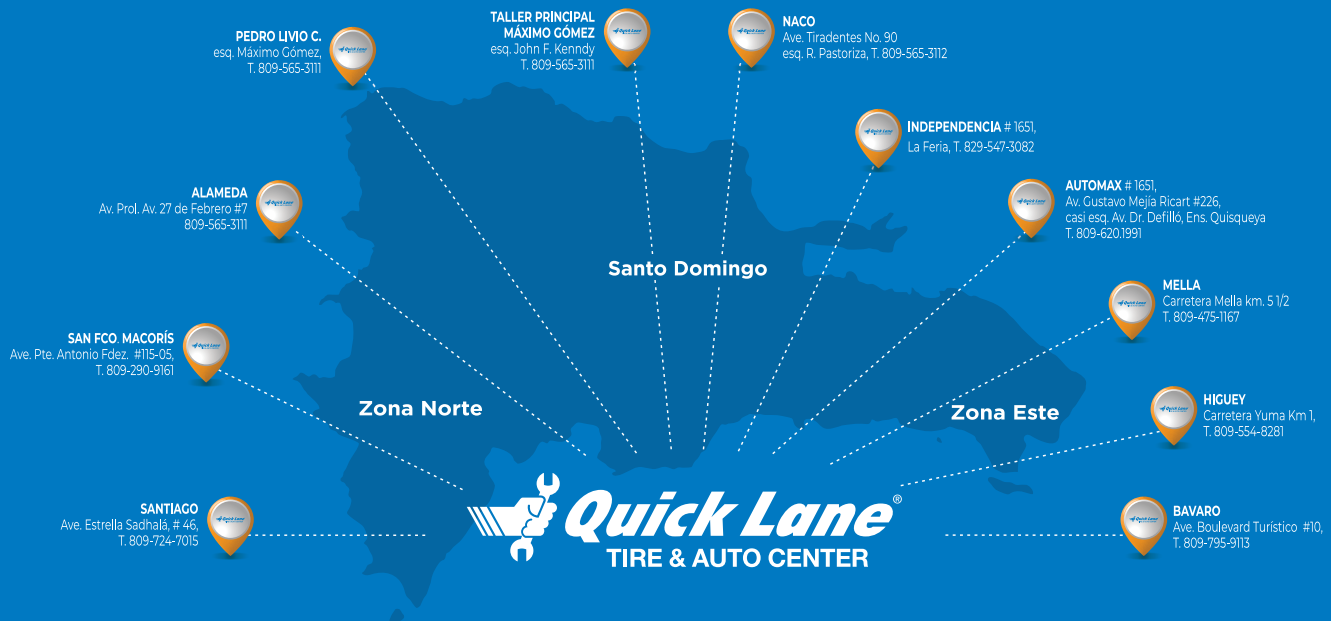 PEDRO LIVIO C.
esq. Máximo Gómez,
T. 809-565-3111
TALLER PRINCIPAL
MÁXIMO GÓMEZ
esq. John F. Kenndy
T. 809-565-3111
NACO
Ave. Tiradentes No. 90
esq. R. Pastoriza, T. 809-565-3112
INDEPENDENCIA # 1651,
La Feria, T. 829-547-3082
ALAMEDA
Av. Prol. Av. 27 de Febrero #7
809-565-3111
AUTOMAX # 1651,
Av. Gustavo Mejía Ricart #226,
casi esq. Av. Dr. Defilló, Ens. Quisqueya
T. 809-620.1991
Santo Domingo
MELLA
Carretera Mella km. 5 1/2
T. 809-475-1167
SAN FCO. MACORÍS
Ave. Pte. Antonio Fdez. #115-05,
T. 809-290-9161
Zona Norte
Zona Este
HIGUEY
Carretera Yuma Km 1,
T. 809-554-8281
SANTIAGO
Ave. Estrella Sadhalá, # 46,
T. 809-724-7015
Quick Lane®
TIRE & AUTO CENTER
BAVARO
Ave. Boulevard Turístico #10,
T. 809-795-9113